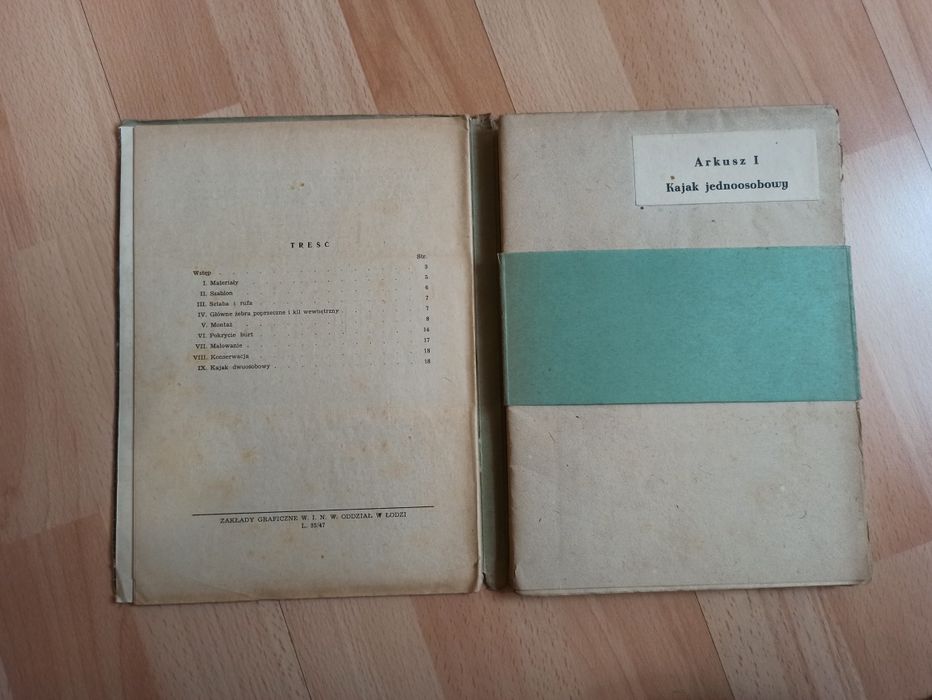 TRESC
Str.
Wstęp 3
I. Materiały 5
II. Szablon 6
III. Sztaba i rufa 7
IV. Główne żebra poprzeczne i kil wewnętrzny 7
V. Montaż 8
VI. Pokrycie burt 14
VII. Malowanie 17
VIII. Konserwacja 18
IX. Kajak dwuosobowy 18
ZAKŁADY GRAFICZNE W. I. N. W. ODDZIAŁ W ŁODZI
L. 95/47
Arkusz I
Kajak jednoosobowy